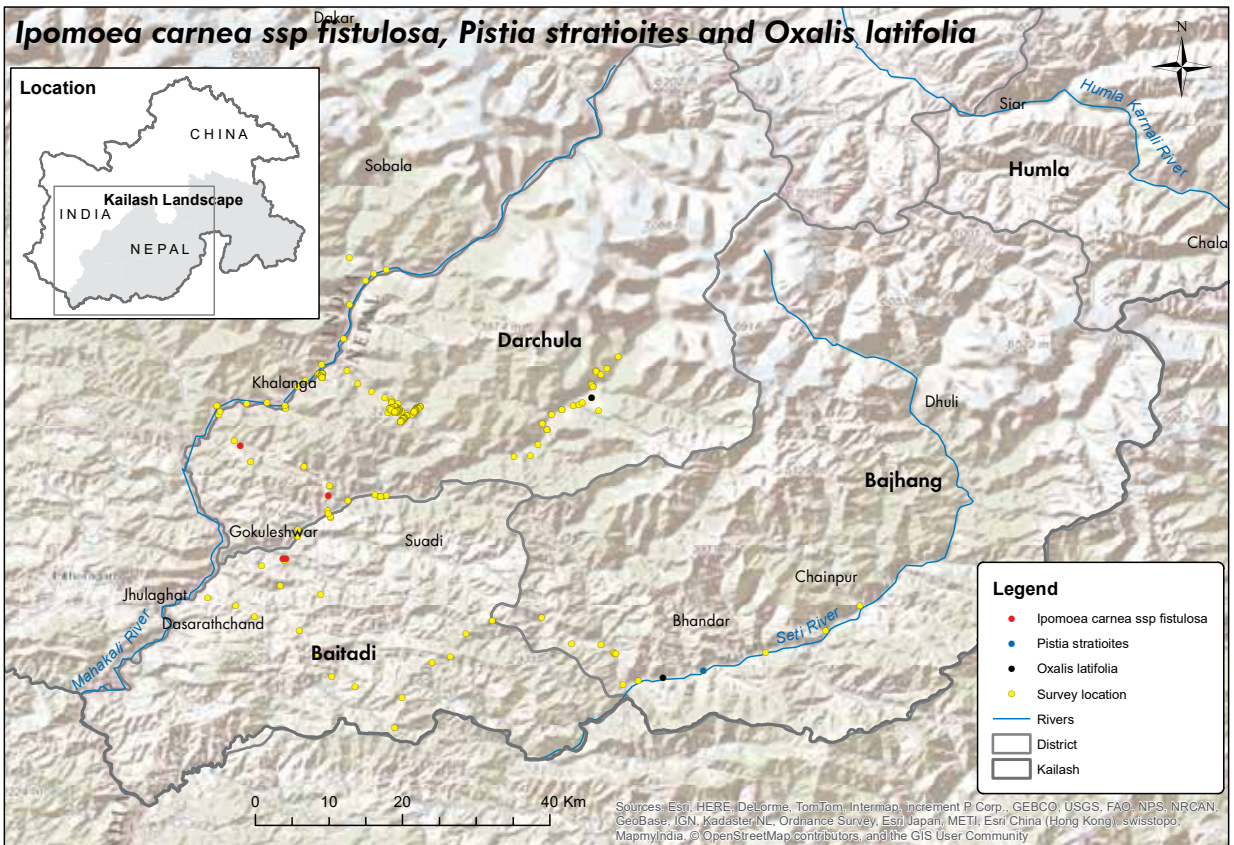 Dakar
Ipomoea carnea ssp fistulosa, Pistia stratioites and Oxalis latifolia
N
Location
CHINA
Kailash Landscape
INDIA
NEPAL
Siar
Humla Karnali River
Sobala
Humla
Chala
NEPAL
Darchula
Khalanga
Dhuli
Bajhang
Gokuleshwar
Suadi
Chainpur
Jhulaghat
Dasarathchand
Bhandar
Seti River
Mahakali River
Baitadi
Legend
Ipomoea carnea ssp fistulosa
Pistia stratioites
Oxalis latifolia
Survey location
Rivers
District
Kailash
0 10 20 40 Km
Sources: Esri, HERE, DeLorme, TomTom, Intermap, increment P Corp., GEBCO, USGS, FAO, NPS, NRCAN,
GeoBase, IGN, Kadaster NL, Ordnance Survey, Esri Japan, METI, Esri China (Hong Kong), swisstopo,
MapmyIndia, © OpenStreetMap contributors, and the GIS User Community